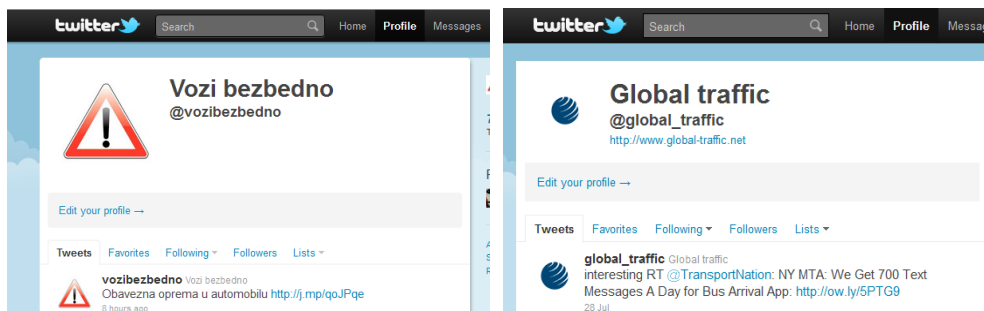 twitter Search Home Profile Messages
Vozi bezbedno
@vozibezbedno
Edit your profile →
Tweets Favorites Following Followers Lists
vozibezbedno Vozi bezbedno
Obavezna oprema u automobilu http://j.mp/qoJPqe
8 hours ago
twitter Search Home Profile
Global traffic
@global_traffic
http://www.global-traffic.net
Edit your profile →
Tweets Favorites Following Followers Lists
global_traffic Global traffic
interesting RT @TransportNation: NY MTA: We Get 700 Text
Messages A Day for Bus Arrival App: http://ow.ly/5PTG9
28 Jul